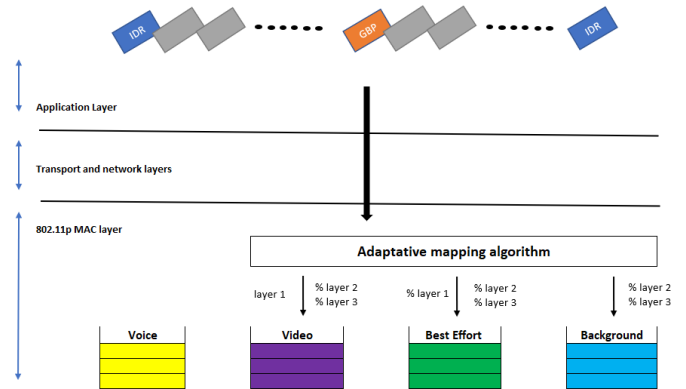 IDR
GBP
IDR
Application Layer
Transport and network layers
802.11p MAC layer
Adaptative mapping algorithm
layer 1
% layer 2
% layer 3
% layer 1
% layer 2
% layer 3
% layer 2
% layer 3
Voice
Video
Best Effort
Background